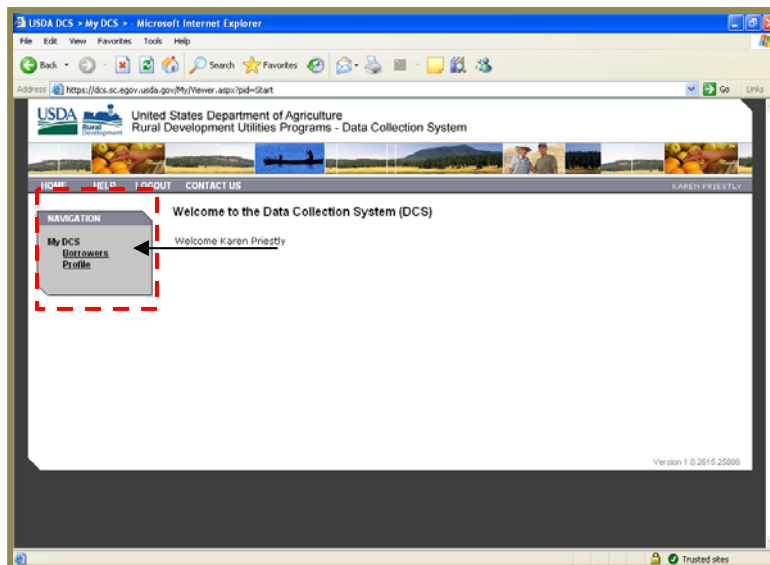 USDA DCS > My DCS > - Microsoft Internet Explorer
File Edit View Favorites Tools Help
Back Search Favorites
Address https://dcs.sc.egov.usda.gov/My/Viewer.aspx?pid=Start Go Links
USDA Rural Development
United States Department of Agriculture
Rural Development Utilities Programs - Data Collection System
HOME HELP LOGOUT CONTACT US KAREN PRIESTLY
NAVIGATION
My DCS
Borrowers
Profile
Welcome to the Data Collection System (DCS)
Welcome Karen Priestly
Version 1.0.2615.25808
Trusted sites